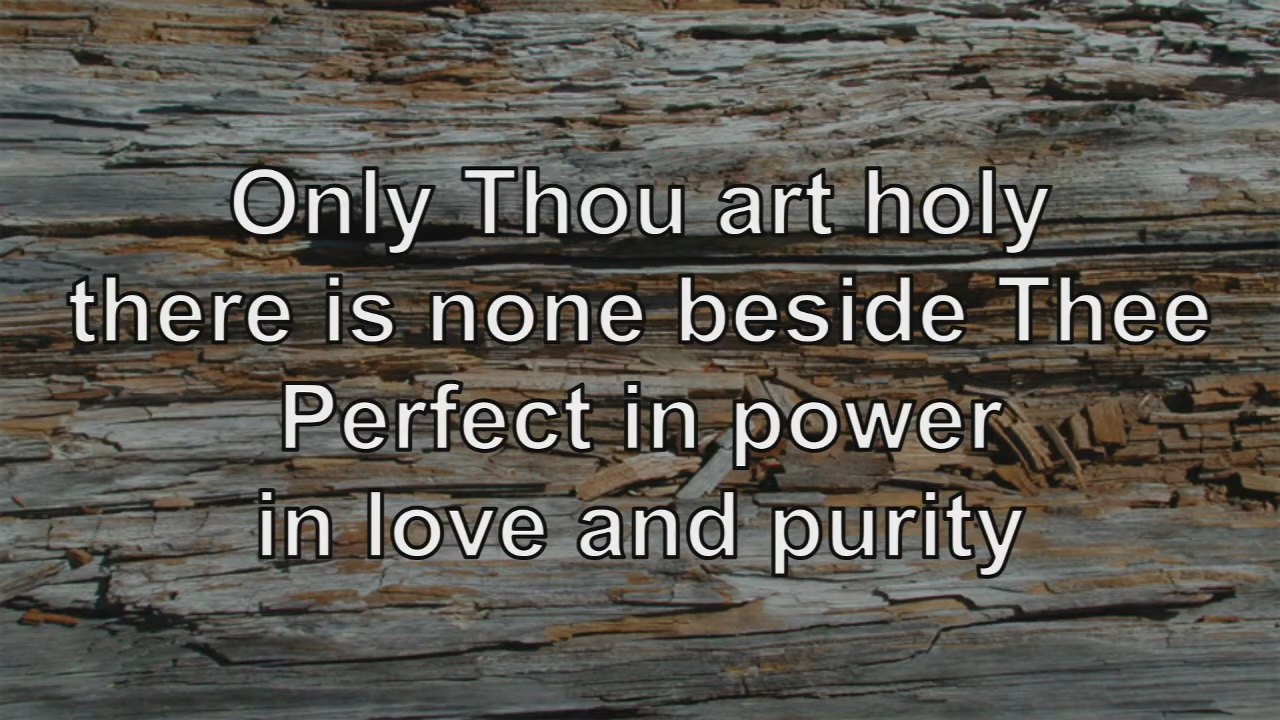 Only Thou art holy
there is none beside Thee
Perfect in power
in love and purity